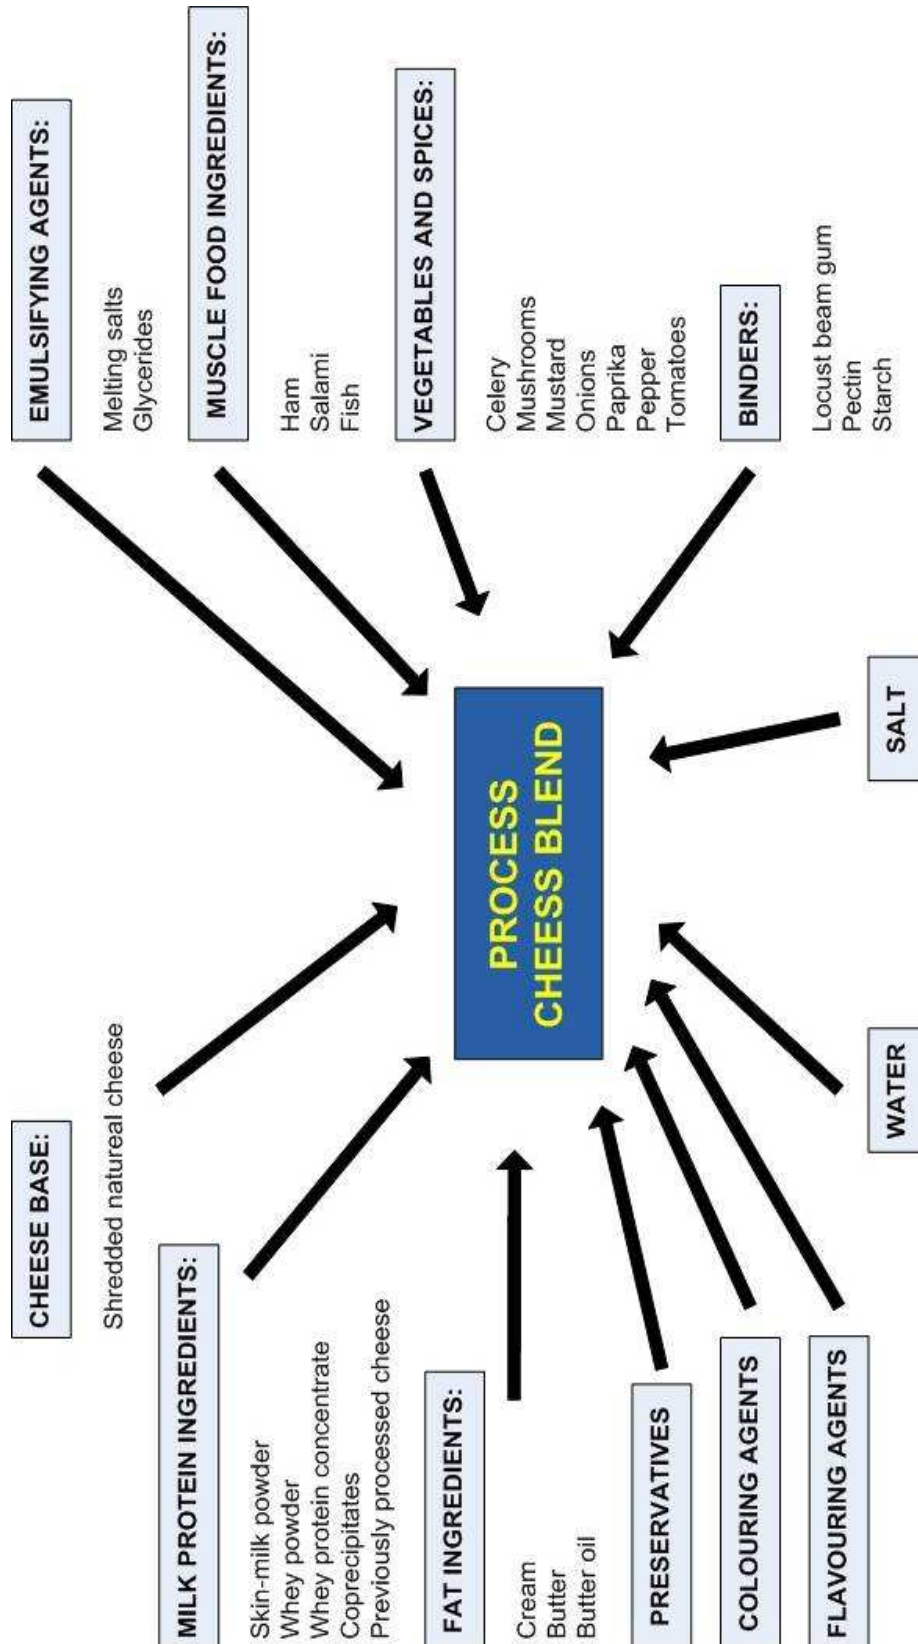 CHEESE BASE:
Shredded natureal cheese
MILK PROTEIN INGREDIENTS:
Skin-milk powder
Whey powder
Whey protein concentrate
Coprecipitates
Previously processed cheese
FAT INGREDIENTS:
Cream
Butter
Butter oil
PRESERVATIVES
COLOURING AGENTS
FLAVOURING AGENTS
WATER
SALT
PROCESS
CHEESS BLEND
EMULSIFYING AGENTS:
Melting salts
Glycerides
MUSCLE FOOD INGREDIENTS:
Ham
Salami
Fish
VEGETABLES AND SPICES:
Celery
Mushrooms
Mustard
Onions
Paprika
Pepper
Tomatoes
BINDERS:
Locust beam gum
Pectin
Starch